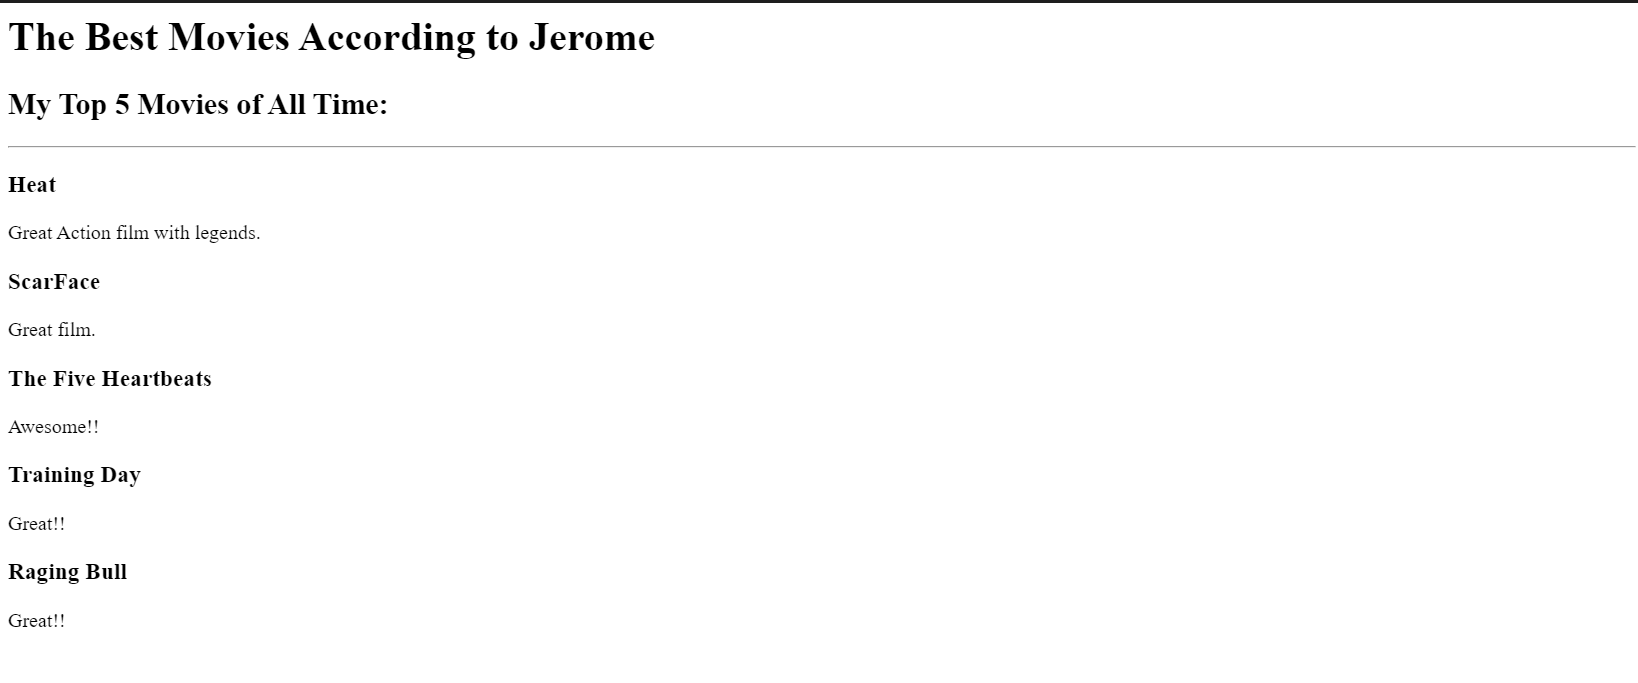 The Best Movies According to Jerome
My Top 5 Movies of All Time:
Heat
Great Action film with legends.
ScarFace
Great film.
The Five Heartbeats
Awesome!!
Training Day
Great!!
Raging Bull
Great!!